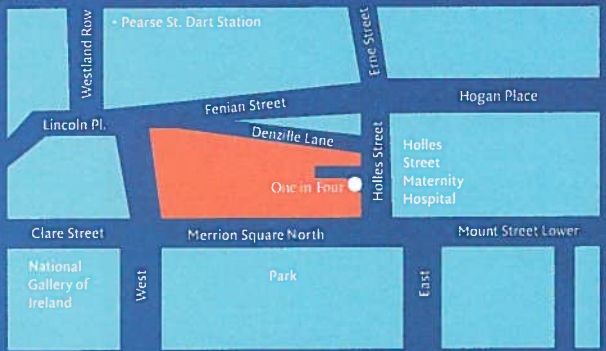 • Pearse St. Dart Station
Westland Row
Erne Street
Fenian Street
Hogan Place
Lincoln Pl.
Denzille Lane
Holles Street
Holles
Street
Maternity
Hospital
One in Four
Clare Street
Merrion Square North
Mount Street Lower
National
Gallery of
Ireland
West
Park
East